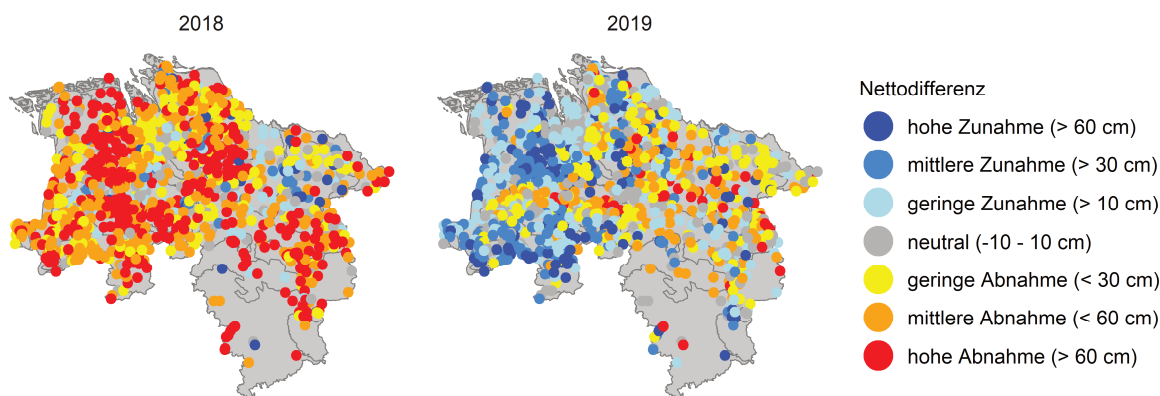 2018
2019
Nettodifferenz
hohe Zunahme (> 60 cm)
mittlere Zunahme (> 30 cm)
geringe Zunahme (> 10 cm)
neutral (-10 - 10 cm)
geringe Abnahme (< 30 cm)
mittlere Abnahme (< 60 cm)
hohe Abnahme (> 60 cm)